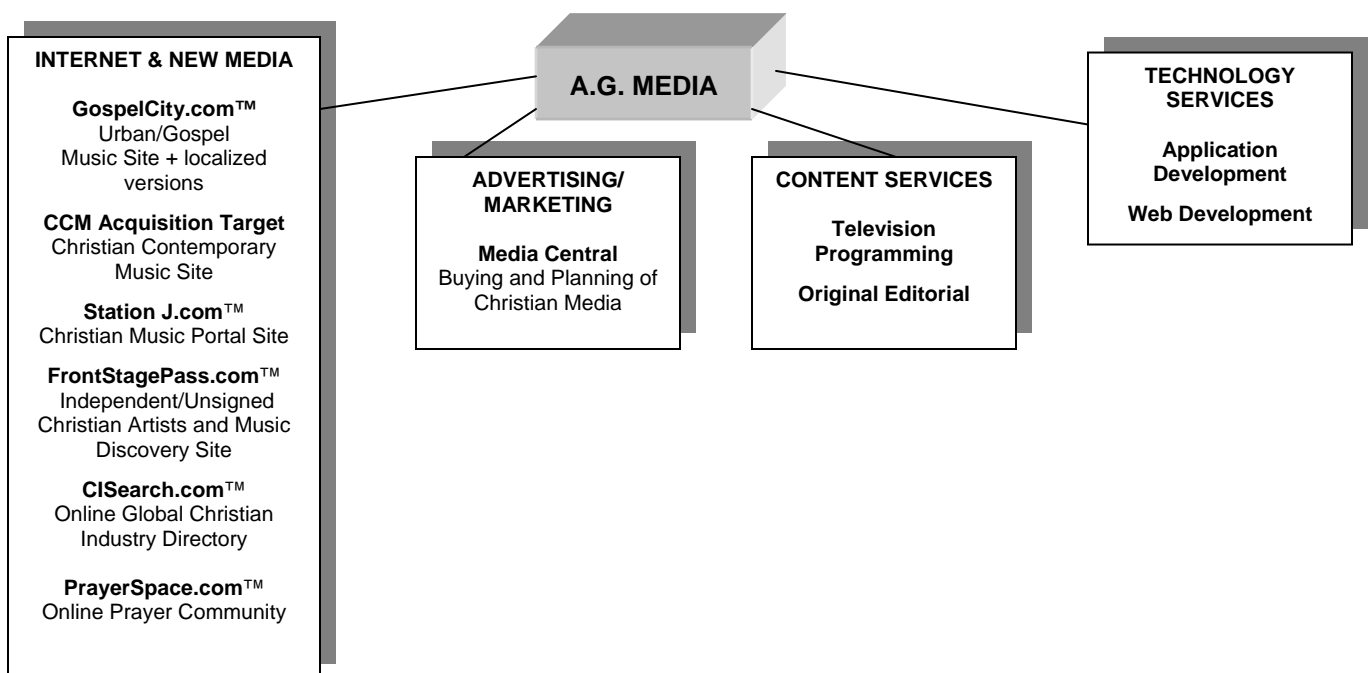 A.G. MEDIA
INTERNET & NEW MEDIA
GospelCity.com™
Urban/Gospel
Music Site + localized
versions
CCM Acquisition Target
Christian Contemporary
Music Site
Station J.com™
Christian Music Portal Site
FrontStagePass.com™
Independent/Unsigned
Christian Artists and Music
Discovery Site
CISearch.com™
Online Global Christian
Industry Directory
PrayerSpace.com™
Online Prayer Community
ADVERTISING/
MARKETING
Media Central
Buying and Planning of
Christian Media
CONTENT SERVICES
Television
Programming
Original Editorial
TECHNOLOGY
SERVICES
Application
Development
Web Development